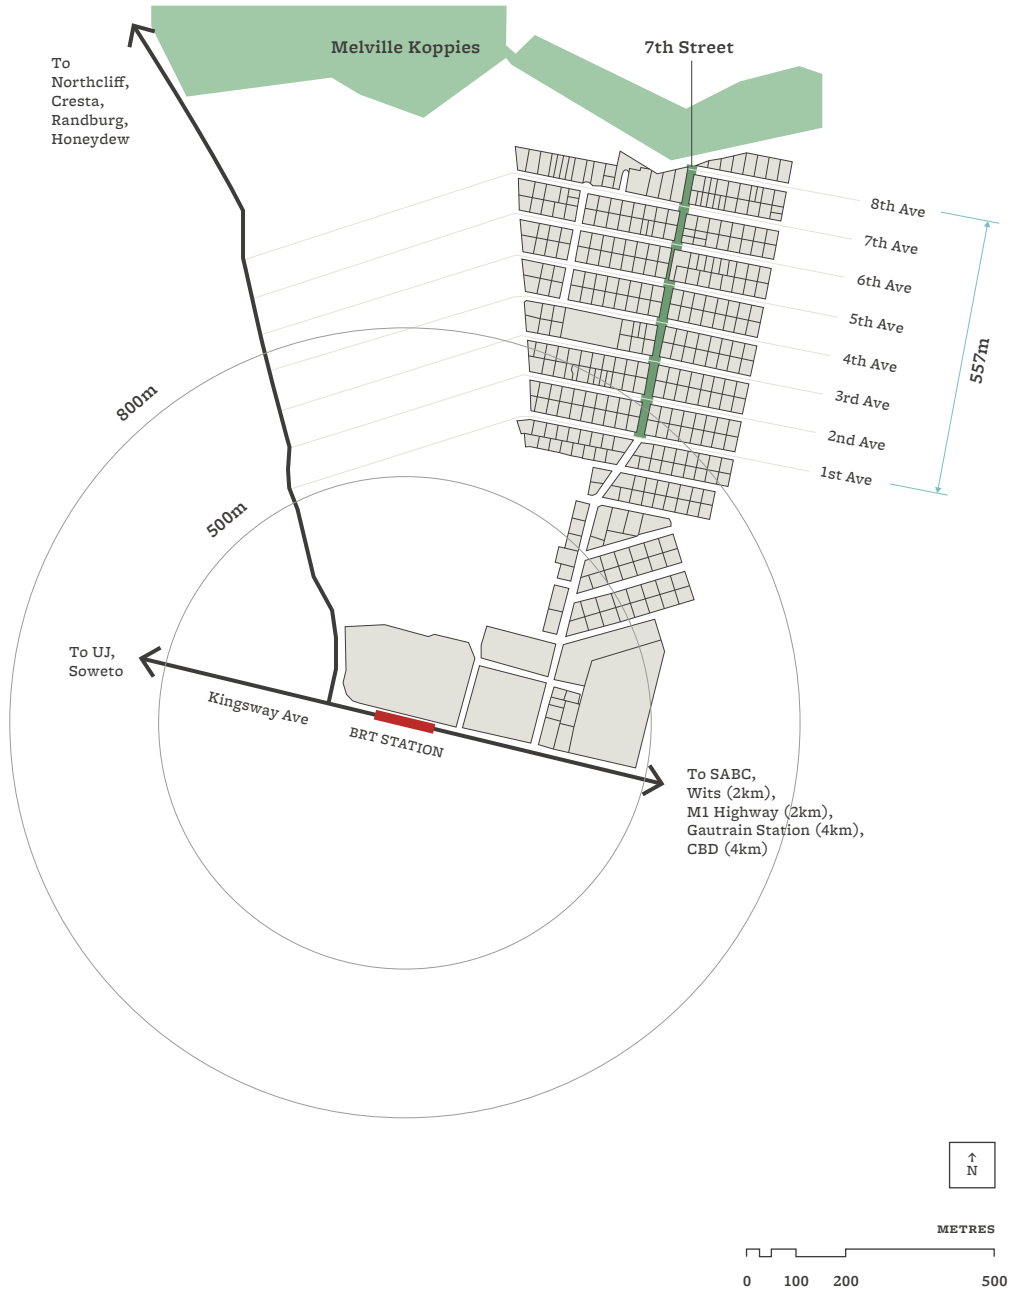 Melville Koppies
7th Street
To
Northcliff,
Cresta,
Randburg,
Honeydew
8th Ave
7th Ave
6th Ave
5th Ave
4th Ave
3rd Ave
2nd Ave
1st Ave
557m
800m
500m
To UJ,
Soweto
Kingsway Ave
BRT STATION
To SABC,
Wits (2km),
M1 Highway (2km),
Gautrain Station (4km),
CBD (4km)
N
METRES
0 100 200 500